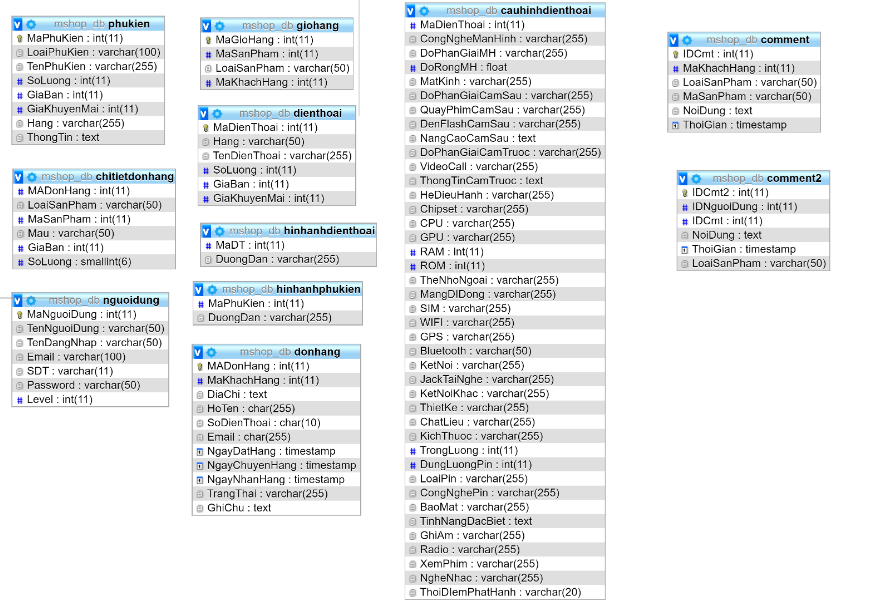 mshop_db phukien
MaPhuKien : int(11)
LoaiPhuKien : varchar(100)
TenPhuKien : varchar(255)
SoLuong : int(11)
GiaBan : int(11)
GiaKhuyenMai : int(11)
Hang : varchar(255)
ThongTin : text
mshop_db chitietdonhang
MADonHang : int(11)
LoaiSanPham : varchar(50)
MaSanPham : int(11)
Mau : varchar(50)
GiaBan : int(11)
SoLuong : smallint(6)
mshop_db nguoidung
MaNguoiDung : int(11)
TenNguoiDung : varchar(50)
TenDangNhap : varchar(50)
Email : varchar(100)
SDT : varchar(11)
Password : varchar(50)
Level : int(11)
mshop_db giohang
MaGioHang : int(11)
MaSanPham : int(11)
LoaiSanPham : varchar(50)
MaKhachHang : int(11)
mshop_db dienthoai
MaDienThoai : int(11)
Hang : varchar(50)
TenDienThoai : varchar(255)
SoLuong : int(11)
GiaBan : int(11)
GiaKhuyenMai : int(11)
mshop_db hinhanhdienthoai
MaDT : int(11)
DuongDan : varchar(255)
mshop_db hinhanhphukien
MaPhuKien : int(11)
DuongDan : varchar(255)
mshop_db donhang
MADonHang : int(11)
MaKhachHang : int(11)
DiaChi : text
HoTen : char(255)
SoDienThoai : char(10)
Email : char(255)
NgayDatHang : timestamp
NgayChuyenHang : timestamp
NgayNhanHang : timestamp
TrangThai : varchar(255)
GhiChu : text
mshop_db cauhinhdienthoai
MaDienThoai : int(11)
CongNgheManHinh : varchar(255)
DoPhanGiaiMH : varchar(255)
DoRongMH : float
MatKinh : varchar(255)
DoPhanGiaiCamSau : varchar(255)
QuayPhimCamSau : varchar(255)
DenFlashCamSau : varchar(255)
NangCaoCamSau : text
DoPhanGiaiCamTruoc : varchar(255)
VideoCall : varchar(255)
ThongTinCamTruoc : text
HeDieuHanh : varchar(255)
Chipset : varchar(255)
CPU : varchar(255)
GPU : varchar(255)
RAM : int(11)
ROM : int(11)
TheNhoNgoai : varchar(255)
MangDiDong : varchar(255)
SIM : varchar(255)
WIFI : varchar(255)
GPS : varchar(255)
Bluetooth : varchar(50)
KetNoi : varchar(255)
JackTaiNghe : varchar(255)
KetNoiKhac : varchar(255)
ThietKe : varchar(255)
ChatLieu : varchar(255)
KichThuoc : varchar(255)
TrongLuong : int(11)
DungLuongPin : int(11)
LoaiPin : varchar(255)
CongNghePin : varchar(255)
BaoMat : varchar(255)
TinhNangDacBiet : text
GhiAm : varchar(255)
Radio : varchar(255)
XemPhim : varchar(255)
NgheNhac : varchar(255)
ThoiDiemPhatHanh : varchar(20)
mshop_db comment
IDCmt : int(11)
MaKhachHang : int(11)
LoaiSanPham : varchar(50)
MaSanPham : varchar(50)
NoiDung : text
ThoiGian : timestamp
mshop_db comment2
IDCmt2 : int(11)
IDNguoiDung : int(11)
IDCmt : int(11)
NoiDung : text
ThoiGian : timestamp
LoaiSanPham : varchar(50)